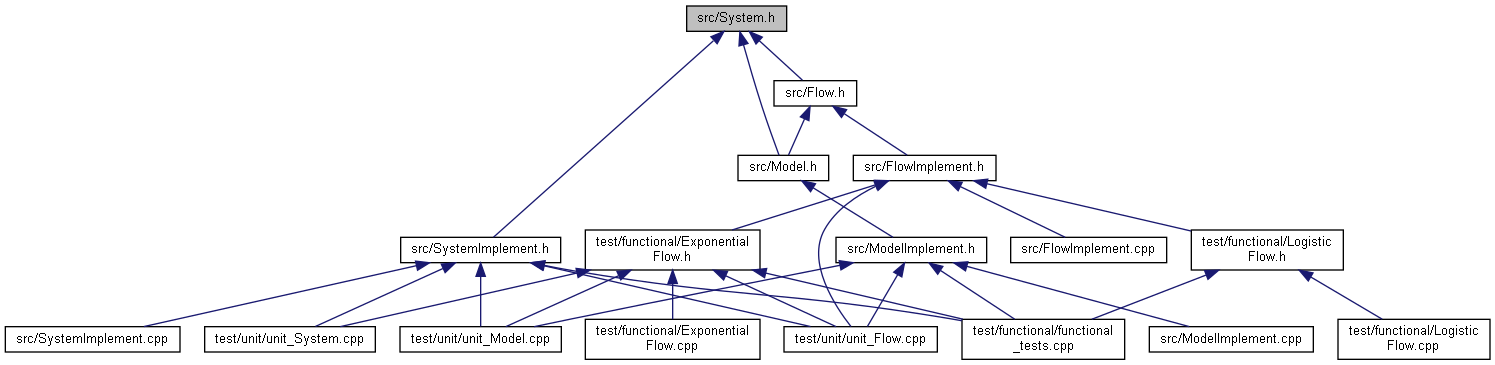 src/System.h
src/Flow.h
src/Model.h
src/FlowImplement.h
src/SystemImplement.h
test/functional/Exponential
Flow.h
src/ModelImplement.h
src/FlowImplement.cpp
test/functional/Logistic
Flow.h
src/SystemImplement.cpp
test/unit/unit_System.cpp
test/unit/unit_Model.cpp
test/functional/Exponential
Flow.cpp
test/unit/unit_Flow.cpp
test/functional/functional
_tests.cpp
src/ModelImplement.cpp
test/functional/Logistic
Flow.cpp